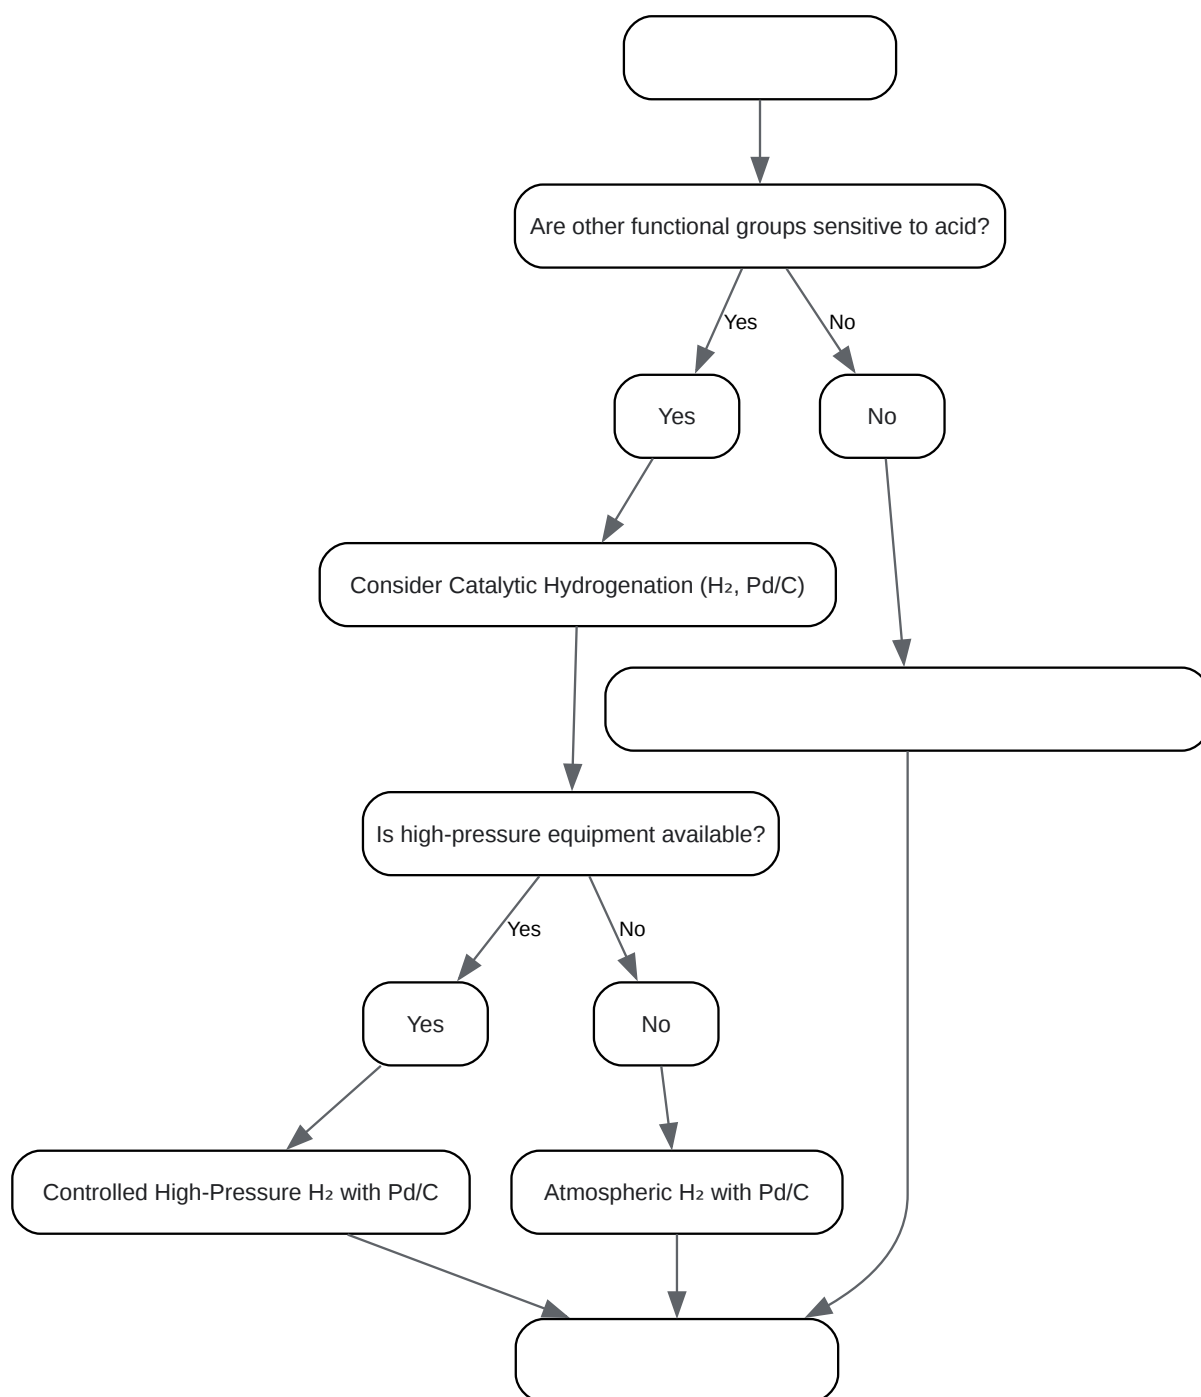 Are other functional groups sensitive to acid?
Yes
No
Yes
No
Consider Catalytic Hydrogenation (H₂, Pd/C)
Is high-pressure equipment available?
Yes
No
Yes
No
Controlled High-Pressure H₂ with Pd/C
Atmospheric H₂ with Pd/C